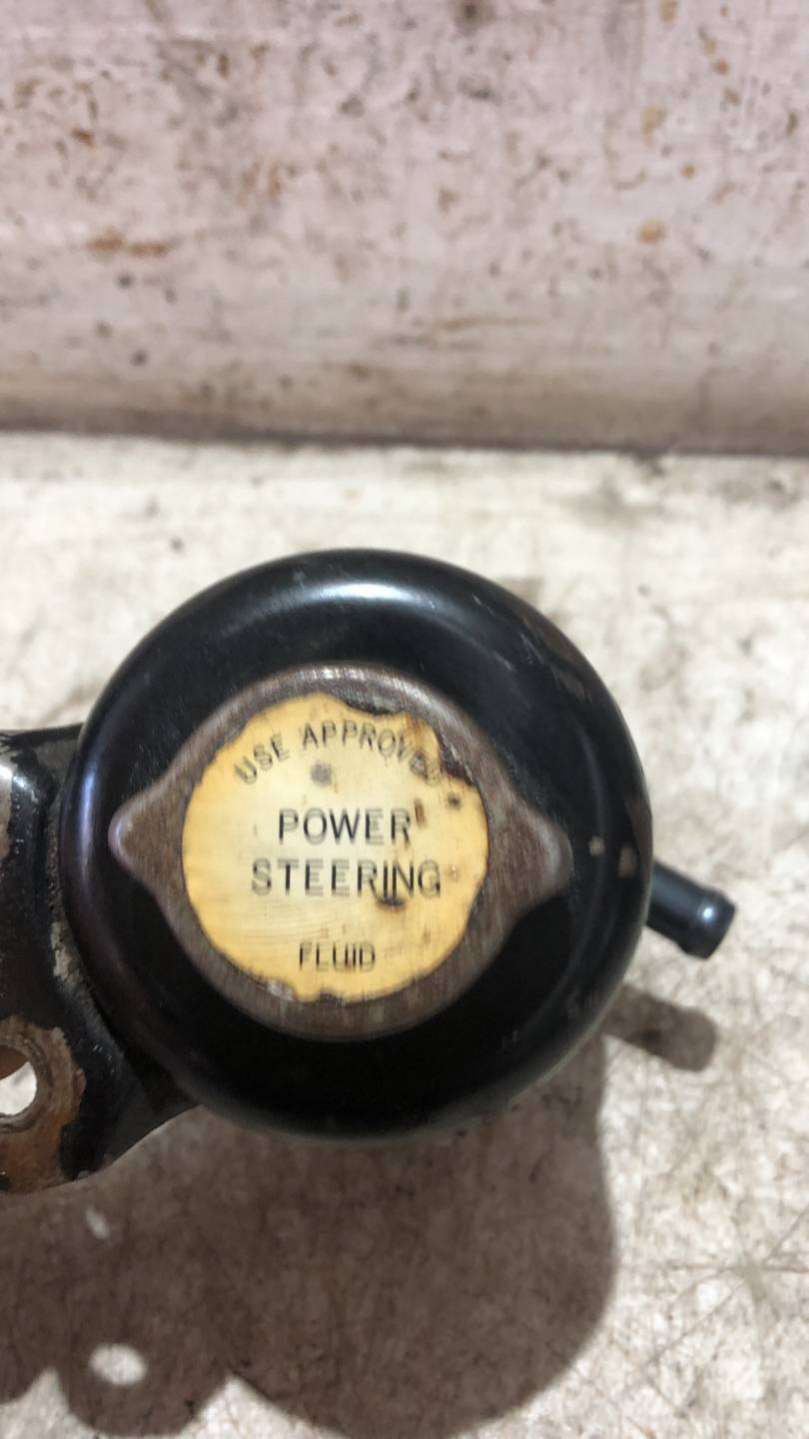 USE APPROVED
POWER
STEERING
FLUID